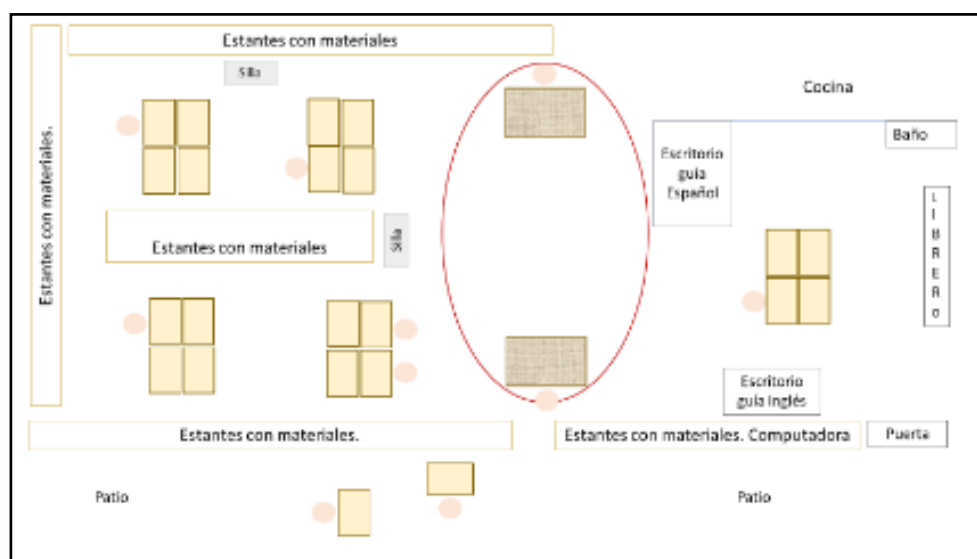 Estantes con materiales
Silla
Cocina
Baño
Escritorio
guía
Español
Estantes con materiales.
LIBRERO
Estantes con materiales
Silla
Escritorio
guía Inglés
Estantes con materiales.
Estantes con materiales. Computadora
Puerta
Patio
Patio